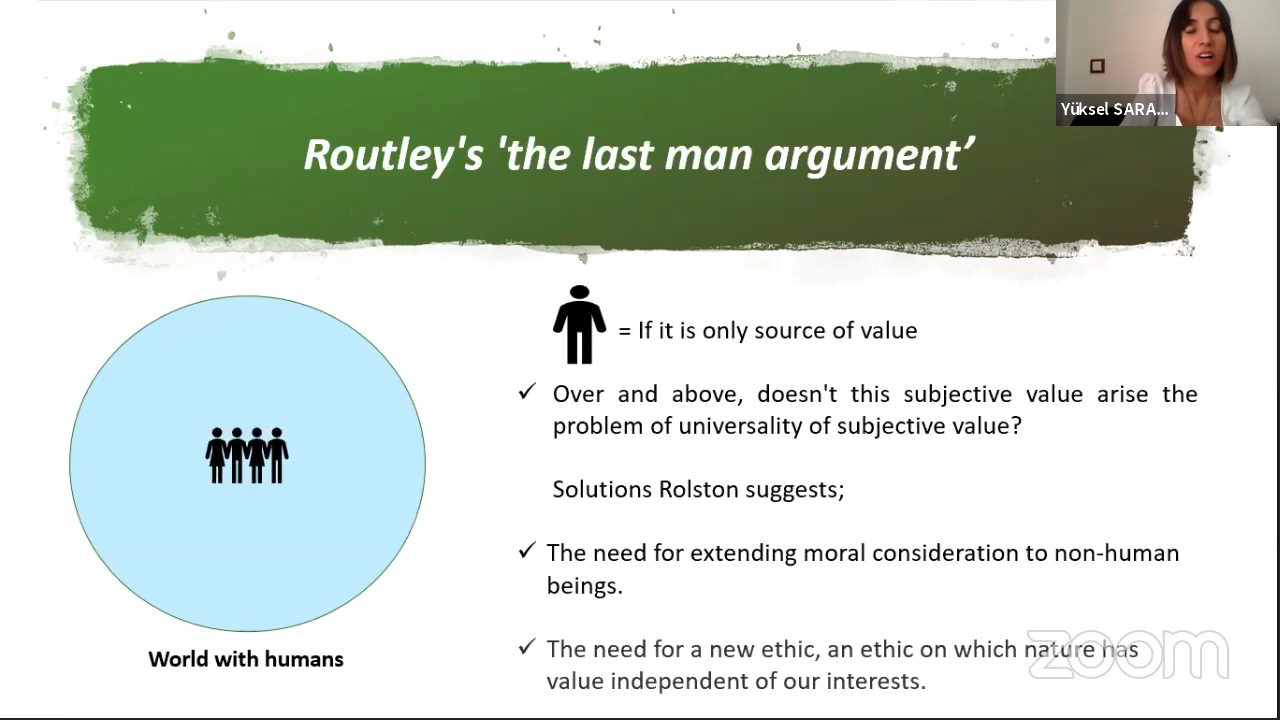 Yüksel SARA...
Routley's 'the last man argument’
= If it is only source of value
✓ Over and above, doesn't this subjective value arise the
problem of universality of subjective value?
Solutions Rolston suggests;
✓ The need for extending moral consideration to non-human
beings.
✓ The need for a new ethic, an ethic on which nature has
value independent of our interests.
World with humans
zoom